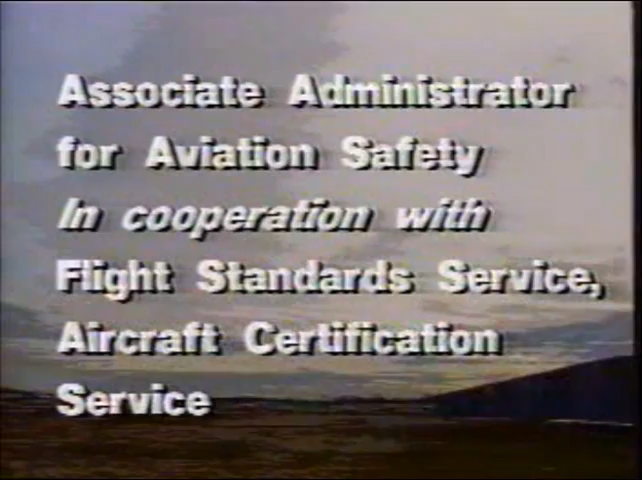 Associate Administrator
for Aviation Safety
In cooperation with
Flight Standards Service,
Aircraft Certification
Service